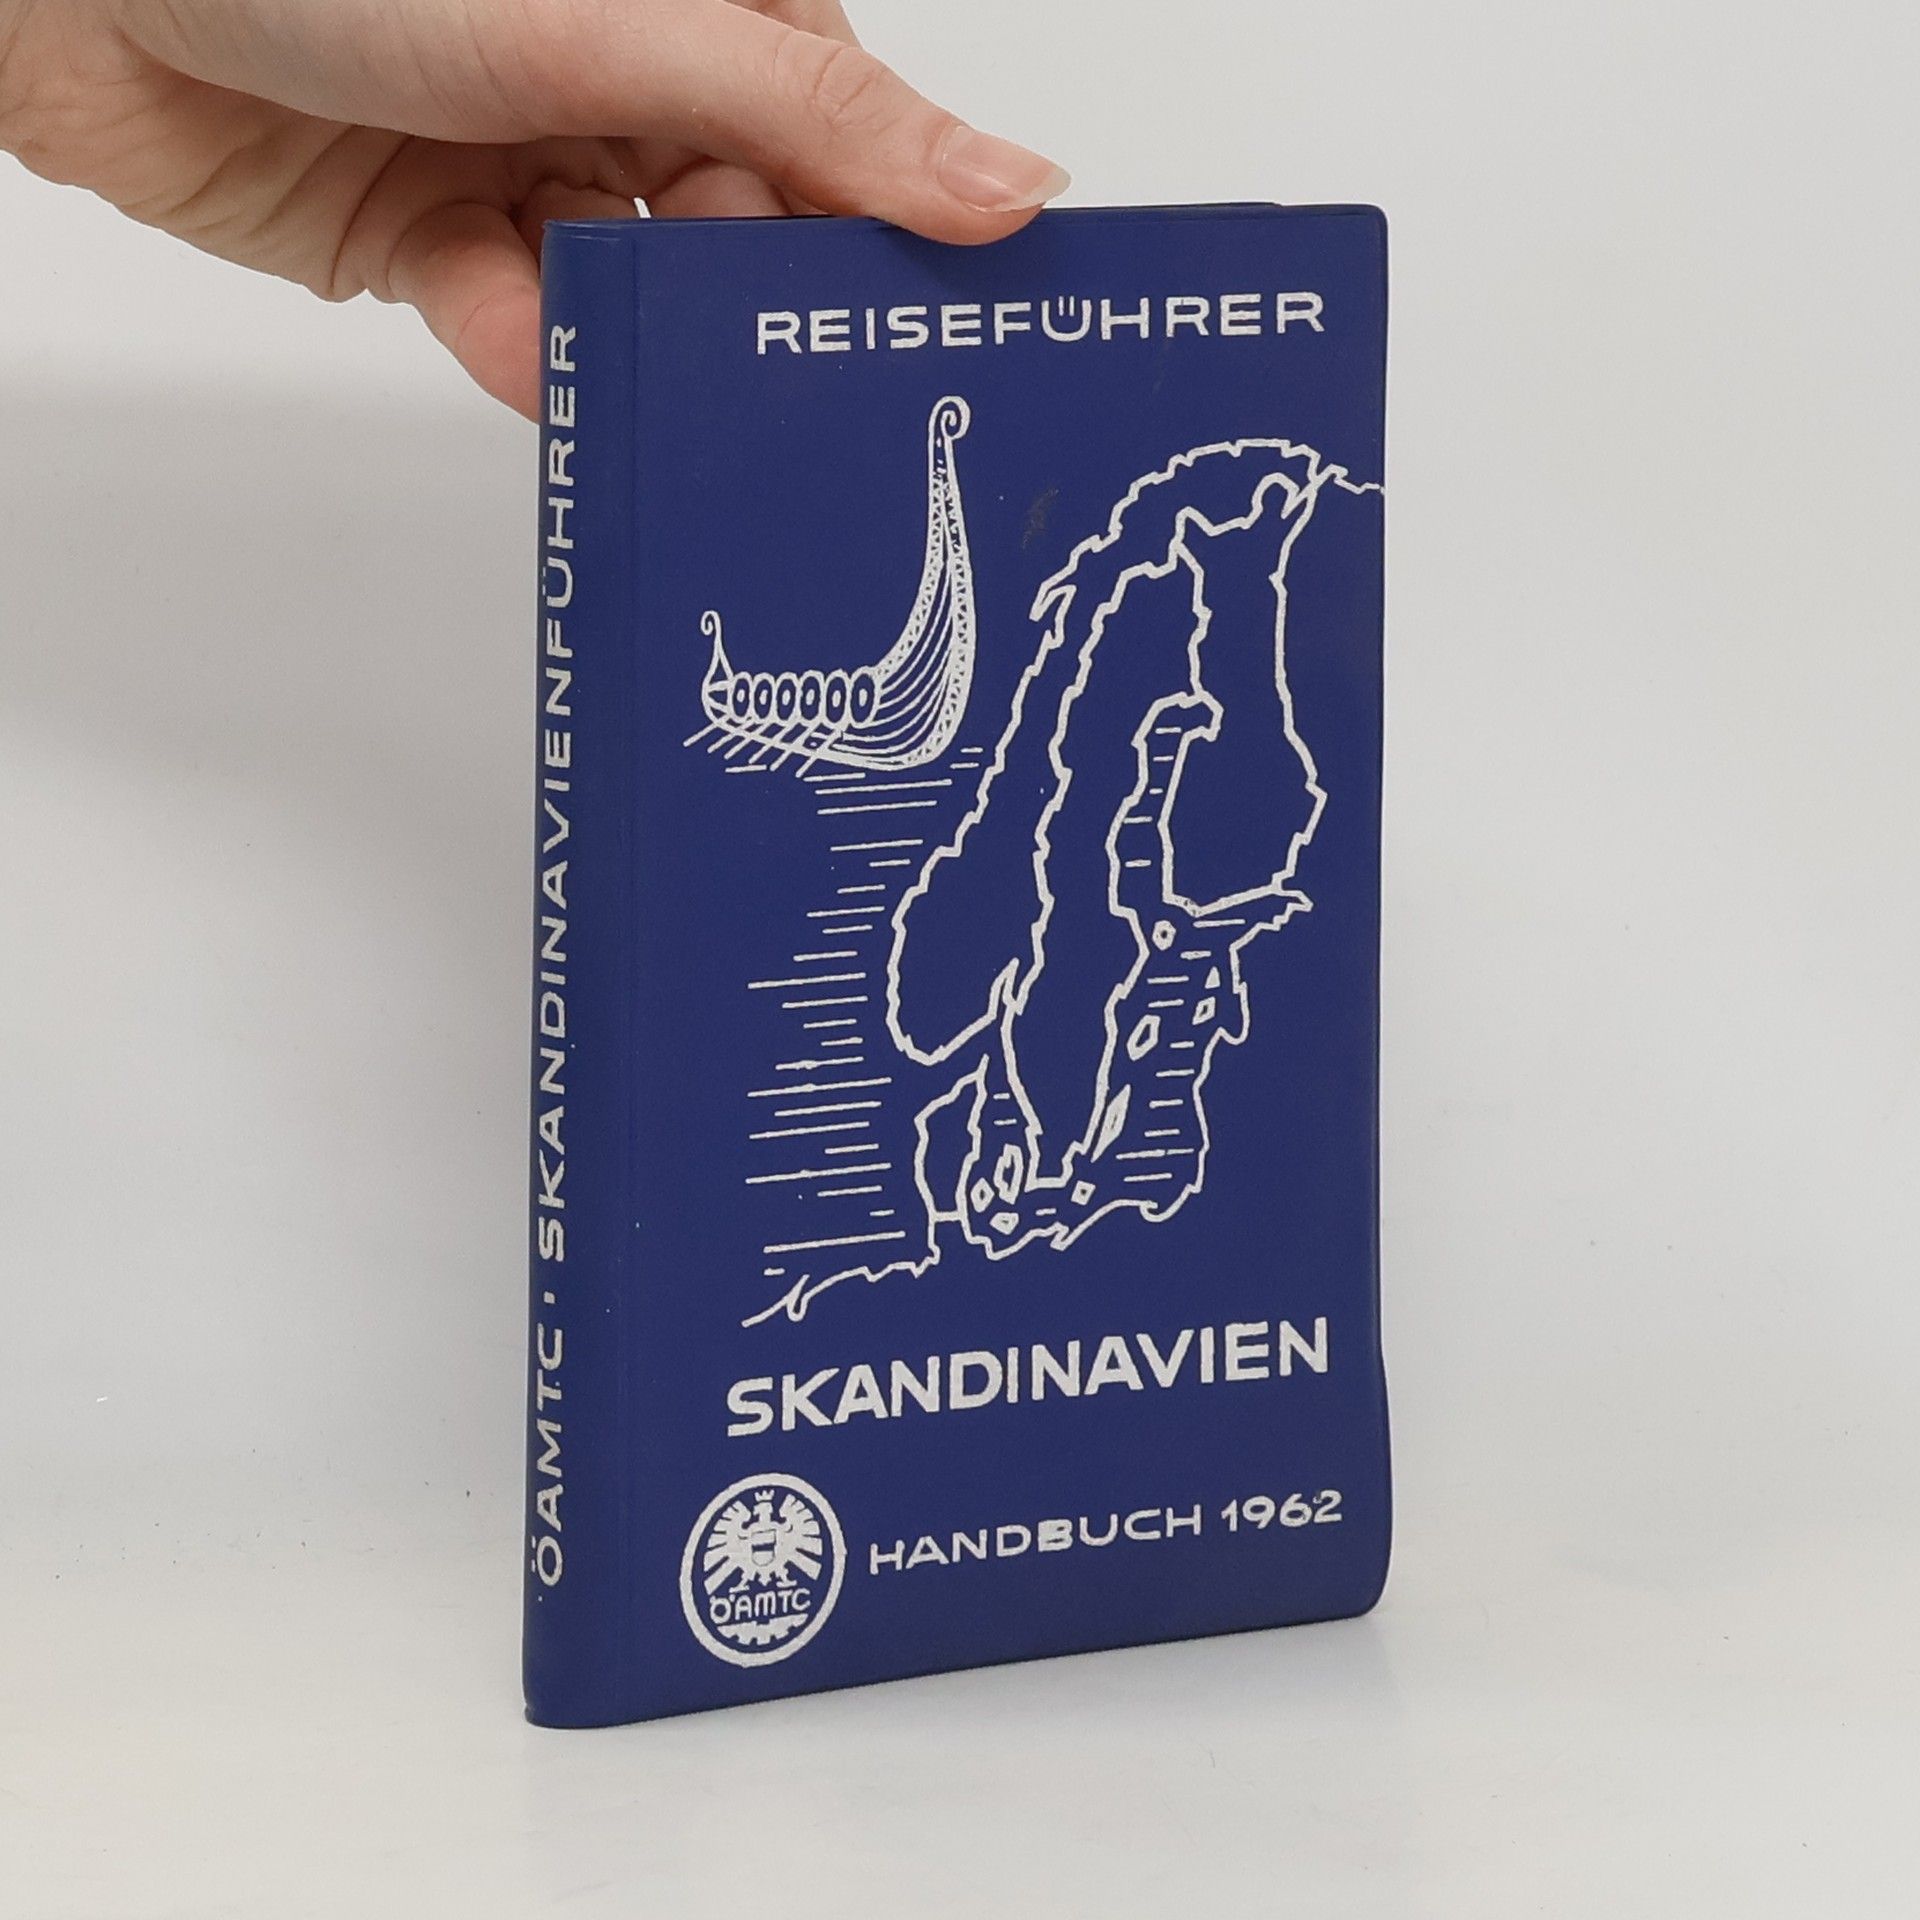 REISEFÜHRER
SKANDINAVIEN
HANDBUCH 1962
ÖAMTC
ÖAMTC · SKANDINAVIENFÜHRER